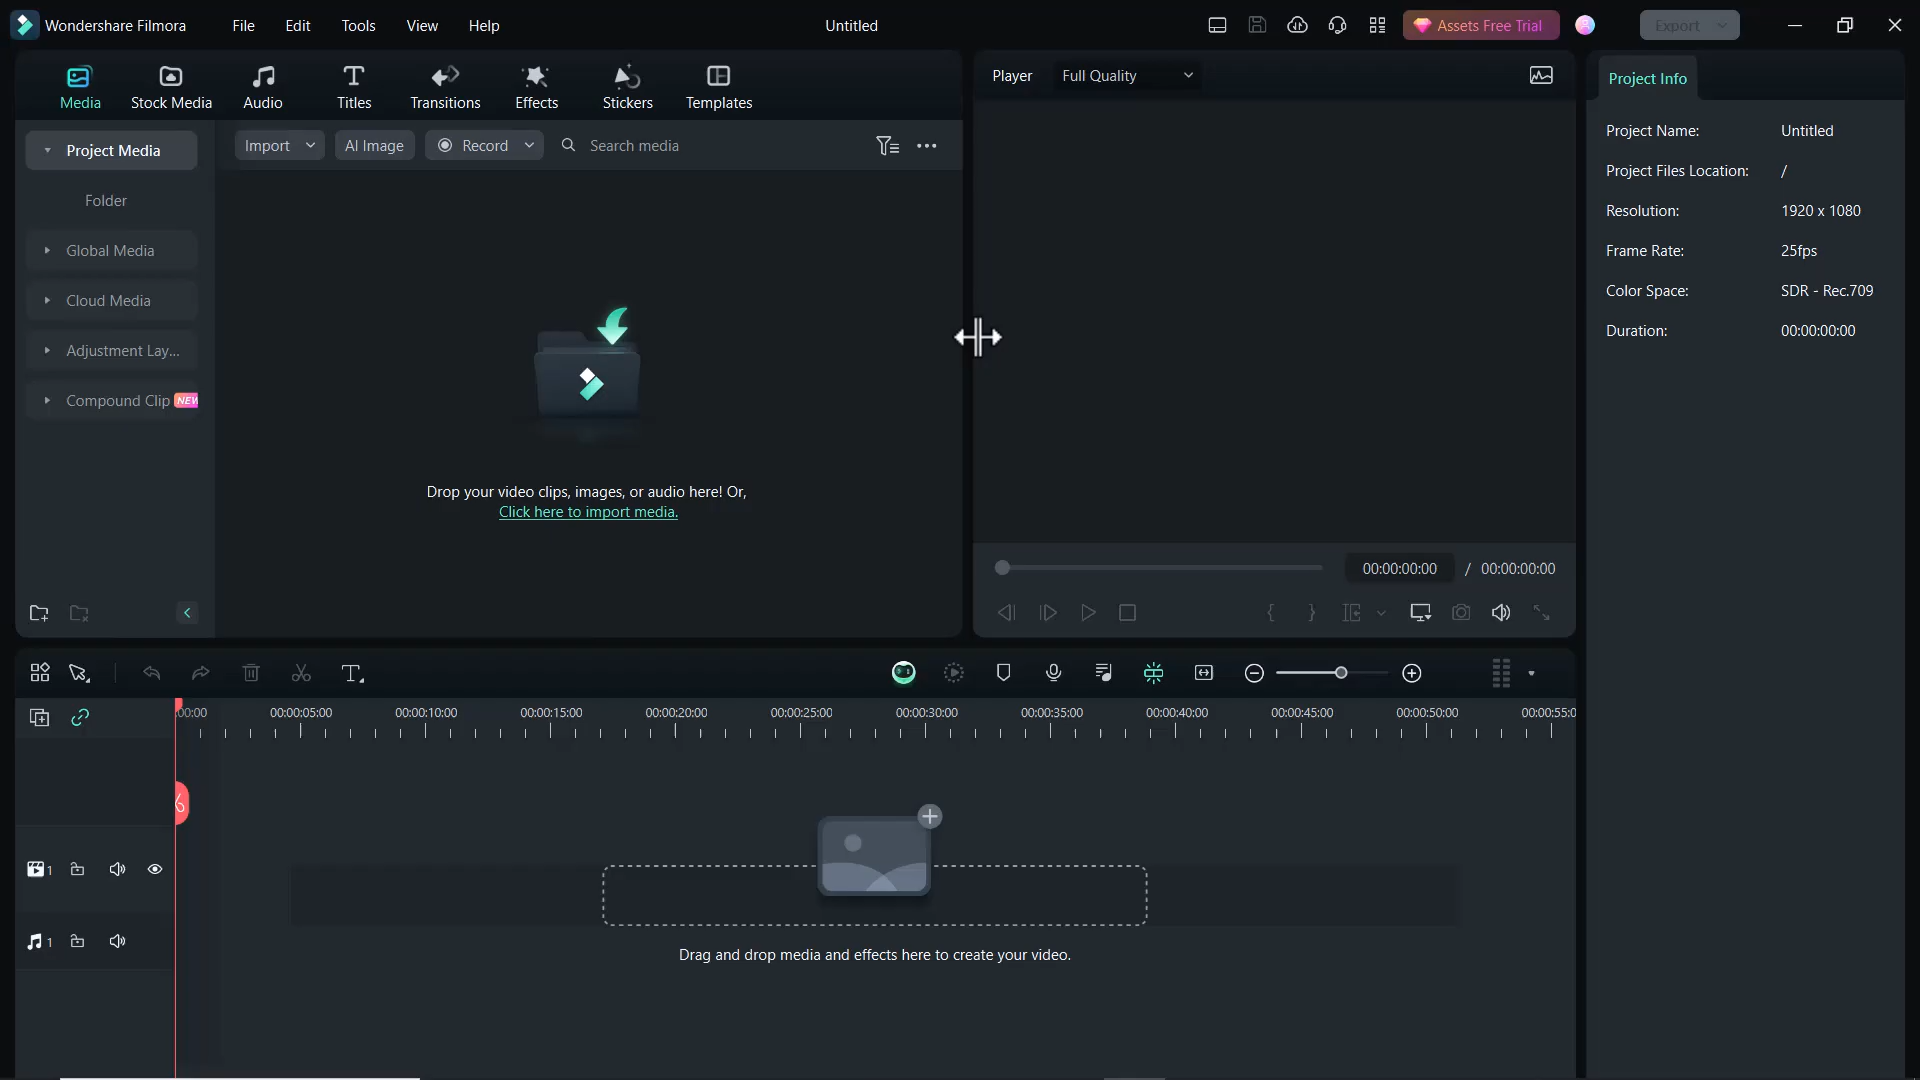 Wondershare Filmora
File
Edit
Tools
View
Help
Untitled
Assets Free Trial
Export
Media
Stock Media
Audio
Titles
Transitions
Effects
Stickers
Templates
Player
Full Quality
Project Info
Project Media
Folder
Global Media
Cloud Media
Adjustment Lay...
Compound Clip NEW
Import
AI Image
Record
Search media
Drop your video clips, images, or audio here! Or,
Click here to import media.
00:00:00:00 / 00:00:00:00
Project Name: Untitled
Project Files Location: /
Resolution: 1920 x 1080
Frame Rate: 25fps
Color Space: SDR - Rec.709
Duration: 00:00:00:00
:00:00 00:00:05:00 00:00:10:00 00:00:15:00 00:00:20:00 00:00:25:00 00:00:30:00 00:00:35:00 00:00:40:00 00:00:45:00 00:00:50:00 00:00:55:0
1
1
Drag and drop media and effects here to create your video.